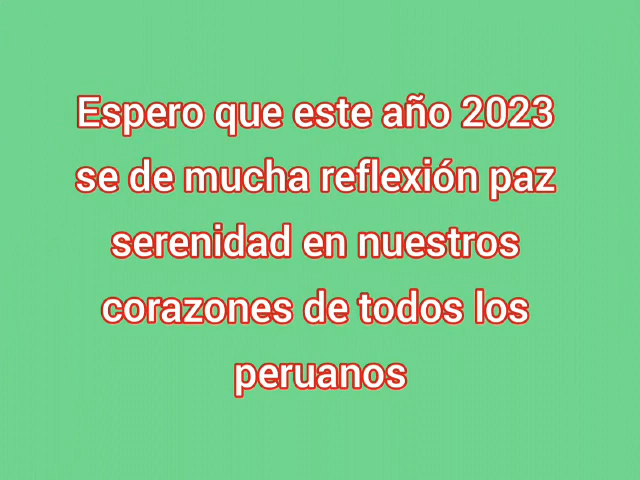 Espero que este año 2023
se de mucha reflexión paz
serenidad en nuestros
corazones de todos los
peruanos